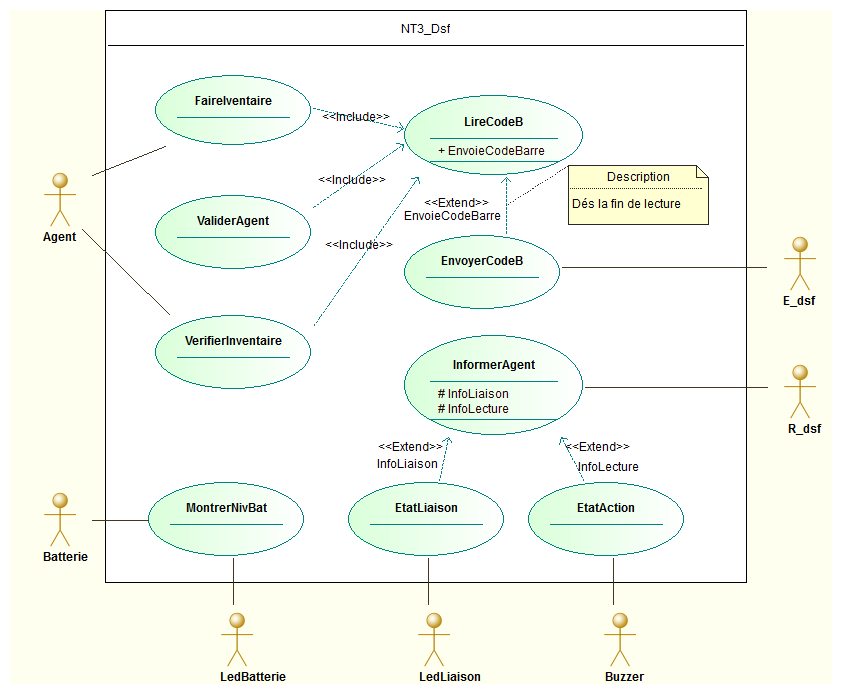 NT3_Dsf
FaireIventaire
<<Include>>
LireCodeB
+ EnvoieCodeBarre
<<Include>>
Description
Dés la fin de lecture
ValiderAgent
<<Extend>>
EnvoieCodeBarre
Agent
<<Include>>
EnvoyerCodeB
E_dsf
VerifierInventaire
InformerAgent
# InfoLiaison
# InfoLecture
R_dsf
<<Extend>>
InfoLiaison
<<Extend>>
InfoLecture
MontrerNivBat
EtatLiaison
EtatAction
Batterie
LedBatterie
LedLiaison
Buzzer